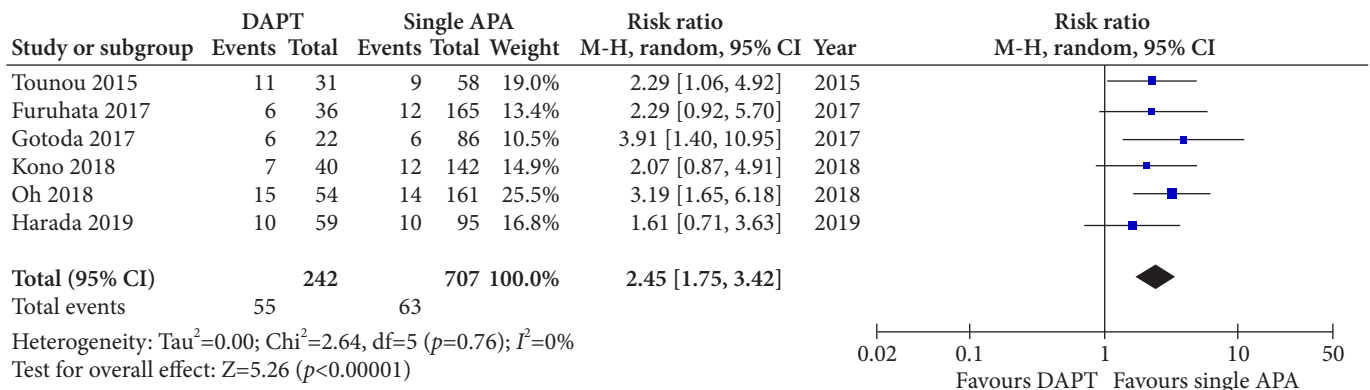 DAPT Single APA Risk ratio Risk ratio
Study or subgroup Events Total Events Total Weight M-H, random, 95% CI Year M-H, random, 95% CI
Tounou 2015 11 31 9 58 19.0% 2.29 [1.06, 4.92] 2015
Furuhata 2017 6 36 12 165 13.4% 2.29 [0.92, 5.70] 2017
Gotoda 2017 6 22 6 86 10.5% 3.91 [1.40, 10.95] 2017
Kono 2018 7 40 12 142 14.9% 2.07 [0.87, 4.91] 2018
Oh 2018 15 54 14 161 25.5% 3.19 [1.65, 6.18] 2018
Harada 2019 10 59 10 95 16.8% 1.61 [0.71, 3.63] 2019
Total (95% CI) 242 707 100.0% 2.45 [1.75, 3.42]
Total events 55 63
Heterogeneity: Tau²=0.00; Chi²=2.64, df=5 (p=0.76); I²=0%
Test for overall effect: Z=5.26 (p<0.00001)
0.02 0.1 1 10 50
Favours DAPT Favours single APA